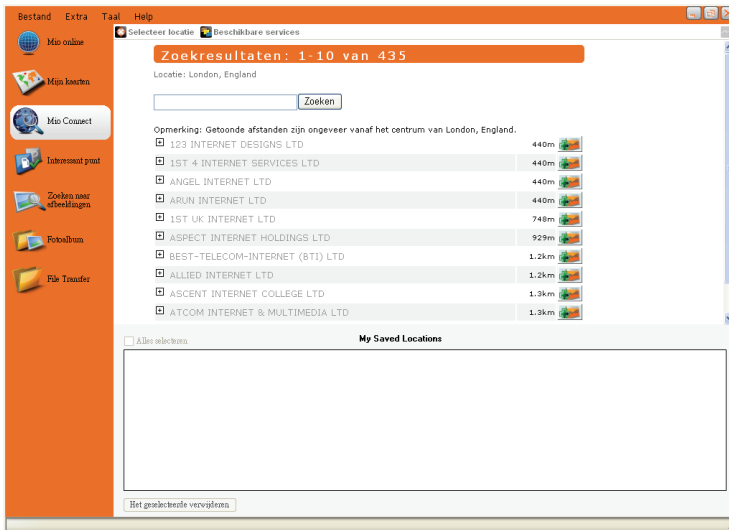 Bestand Extra Taal Help
Mio online
Mijn kaarten
Mio Connect
Interessant punt
Zoeken naar
afbeeldingen
Fotoalbum
File Transfer
Selecteer locatie Beschikbare services
Zoekresultaten: 1-10 van 435
Locatie: London, England
Zoeken
Opmerking: Getoonde afstanden zijn ongeveer vanaf het centrum van London, England.
123 INTERNET DESIGNS LTD 440m
1ST 4 INTERNET SERVICES LTD 440m
ANGEL INTERNET LTD 440m
ARUN INTERNET LTD 440m
1ST UK INTERNET LTD 748m
ASPECT INTERNET HOLDINGS LTD 929m
BEST-TELECOM-INTERNET (BTI) LTD 1.2km
ALLIED INTERNET LTD 1.2km
ASCENT INTERNET COLLEGE LTD 1.3km
ATCOM INTERNET & MULTIMEDIA LTD 1.3km
Alles selecteren My Saved Locations
Het geselecteerde verwijderen